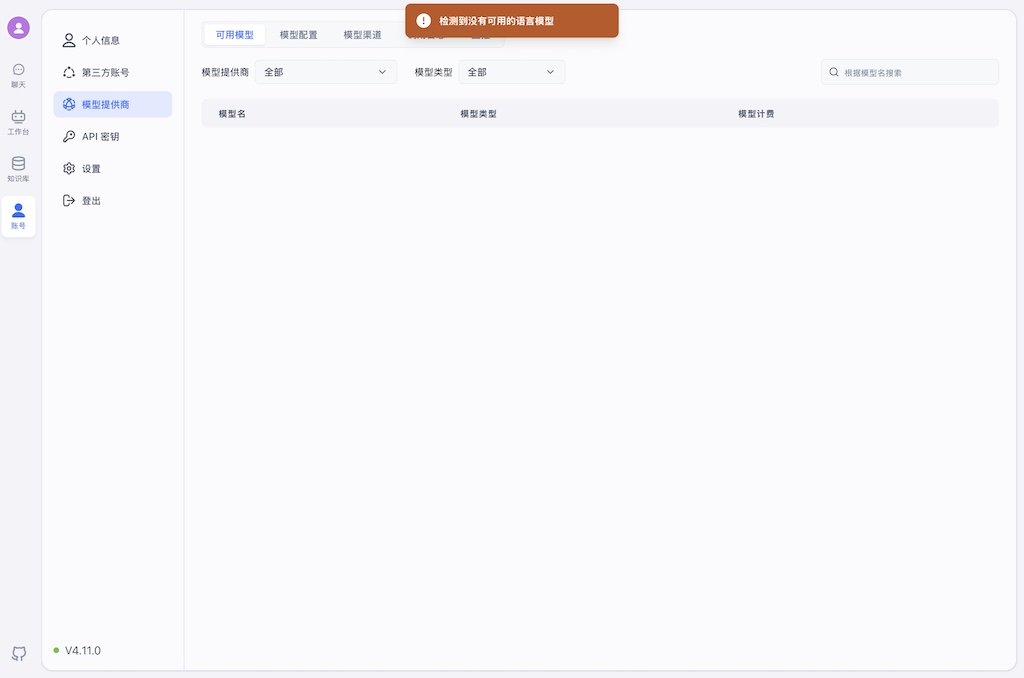 检测到没有可用的语言模型
聊天
工作台
知识库
账号
个人信息
第三方账号
模型提供商
API 密钥
设置
登出
V4.11.0
可用模型 模型配置 模型渠道
模型提供商 全部 模型类型 全部 根据模型名搜索
模型名 模型类型 模型计费